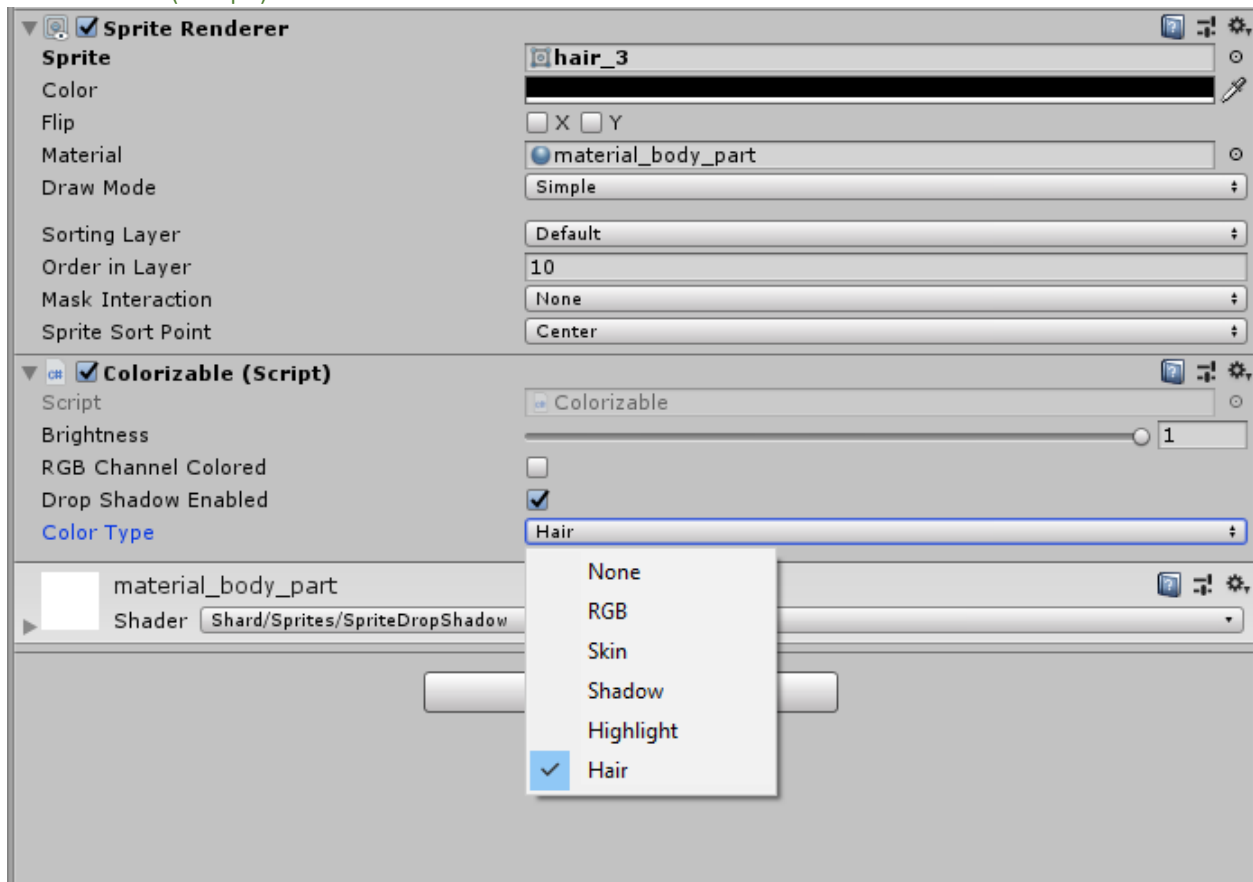 Sprite Renderer
Sprite hair_3
Color
Flip X Y
Material material_body_part
Draw Mode Simple
Sorting Layer Default
Order in Layer 10
Mask Interaction None
Sprite Sort Point Center
Colorizable (Script)
Script Colorizable
Brightness 1
RGB Channel Colored
Drop Shadow Enabled
Color Type Hair
None
RGB
Skin
Shadow
Highlight
Hair
material_body_part
Shader Shard/Sprites/SpriteDropShadow